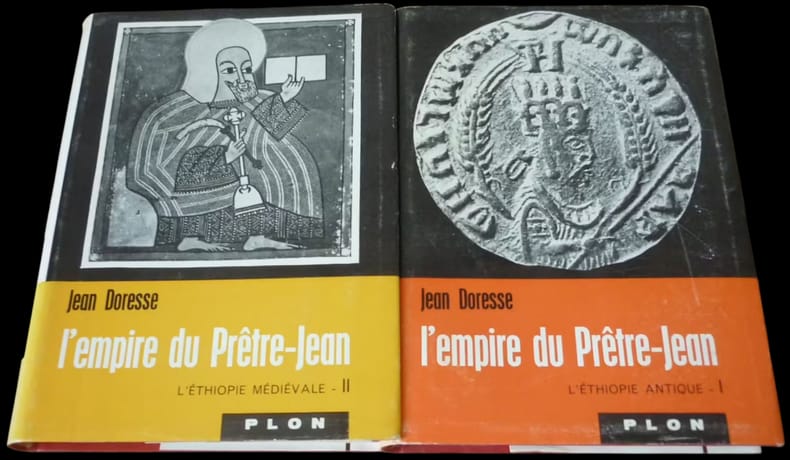 Jean Doresse
l'empire du Prêtre-Jean
L'ÉTHIOPIE MÉDIÉVALE - II
PLON
Jean Doresse
l'empire du Prêtre-Jean
L'ÉTHIOPIE ANTIQUE - I
PLON